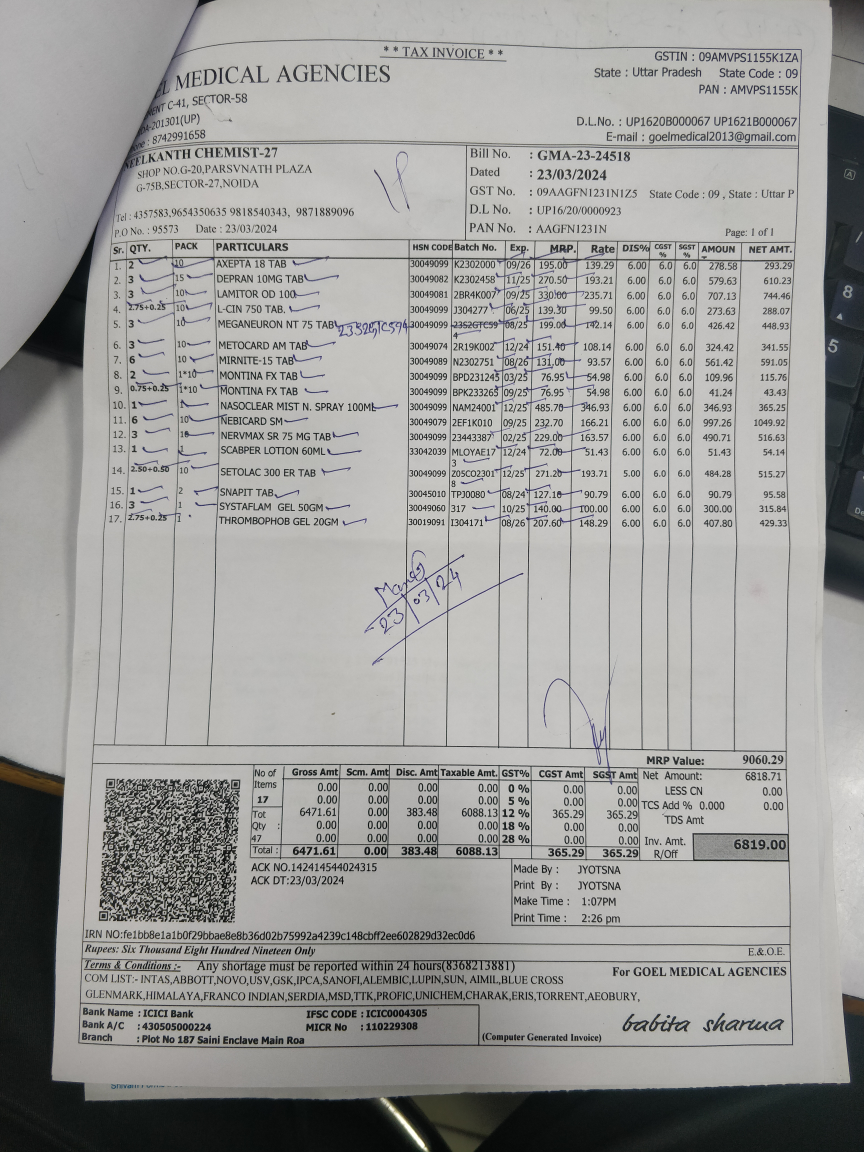 * * TAX INVOICE * *
GSTIN : 09AMVPS1155K1ZA
State : Uttar Pradesh State Code : 09
PAN : AMVPS1155K
D.L.No. : UP1620B000067 UP1621B000067
E-mail : goelmedical2013@gmail.com
OEL MEDICAL AGENCIES
ENT C-41, SECTOR-58
DA-201301(UP)
one : 8742991658
EELKANTH CHEMIST-27
SHOP NO.G-20,PARSVNATH PLAZA
G-75B,SECTOR-27,NOIDA
Tel : 4357583,9654350635 9818540343, 9871889096
P.O No. : 95573 Date : 23/03/2024
Bill No. : GMA-23-24518
Dated : 23/03/2024
GST No. : 09AAGFN1231N1Z5 State Code : 09 , State : Uttar P
D.L No. : UP16/20/0000923
PAN No. : AAGFN1231N
Page: 1 of 1
Sr. QTY. PACK PARTICULARS HSN CODE Batch No. Exp. MRP. Rate DIS% CGST % SGST % AMOUN NET AMT.
1. 2 10 AXEPTA 18 TAB 30049099 K2302000 09/26 195.00 139.29 6.00 6.0 6.0 278.58 293.29
2. 3 15 DEPRAN 10MG TAB 30049082 K2302458 11/25 270.50 193.21 6.00 6.0 6.0 579.63 610.23
3. 3 10 LAMITOR OD 100 30049081 2BR4K007 09/25 330.00 235.71 6.00 6.0 6.0 707.13 744.46
4. 2.75+0.25 10 L-CIN 750 TAB. 30049099 J304277 06/25 139.30 99.50 6.00 6.0 6.0 273.63 288.07
5. 3 10 MEGANEURON NT 75 TAB 23S2GTC594 30049099 23S2GTC59 08/25 199.00 142.14 6.00 6.0 6.0 426.42 448.93
4
6. 3 10 METOCARD AM TAB 30049074 2R19K002 12/24 151.40 108.14 6.00 6.0 6.0 324.42 341.55
7. 6 10 MIRNITE-15 TAB 30049089 N2302751 08/26 131.00 93.57 6.00 6.0 6.0 561.42 591.05
8. 2 1*10 MONTINA FX TAB 30049099 BPD231245 03/25 76.95 54.98 6.00 6.0 6.0 109.96 115.76
9. 0.75+0.25 1*10 MONTINA FX TAB 30049099 BPK233265 09/25 76.95 54.98 6.00 6.0 6.0 41.24 43.43
10. 1 1 NASOCLEAR MIST N. SPRAY 100ML 30049099 NAM24001 12/25 485.70 346.93 6.00 6.0 6.0 346.93 365.25
11. 6 10 NEBICARD SM 30049079 2EF1K010 09/25 232.70 166.21 6.00 6.0 6.0 997.26 1049.92
12. 3 10 NERVMAX SR 75 MG TAB 30049099 23443387 02/25 229.00 163.57 6.00 6.0 6.0 490.71 516.63
13. 1 1 SCABPER LOTION 60ML 33042039 MLOYAE17 12/24 72.00 51.43 6.00 6.0 6.0 51.43 54.14
3
14. 2.50+0.50 10 SETOLAC 300 ER TAB 30049099 Z05CO2301 12/25 271.20 193.71 5.00 6.0 6.0 484.28 515.27
8
15. 1 2 SNAPIT TAB 30045010 TPJ0080 08/24 127.10 90.79 6.00 6.0 6.0 90.79 95.58
16. 3 1 SYSTAFLAM GEL 50GM 30049060 317 10/25 140.00 100.00 6.00 6.0 6.0 300.00 315.84
17. 2.75+0.25 1 THROMBOPHOB GEL 20GM 30019091 I304171 08/26 207.60 148.29 6.00 6.0 6.0 407.80 429.33
23/03/24
MRP Value: 9060.29
No of Items 17 Tot Qty : 47
Gross Amt Scm. Amt Disc. Amt Taxable Amt. GST% CGST Amt SGST Amt
0.00 0.00 0.00 0.00 0 % 0.00 0.00
0.00 0.00 0.00 0.00 5 % 0.00 0.00
6471.61 0.00 383.48 6088.13 12 % 365.29 365.29
0.00 0.00 0.00 0.00 18 % 0.00 0.00
0.00 0.00 0.00 0.00 28 % 0.00 0.00
Total : 6471.61 0.00 383.48 6088.13 365.29 365.29
Net Amount: 6818.71
LESS CN 0.00
TCS Add % 0.000 0.00
TDS Amt
Inv. Amt. 6819.00
R/Off
ACK NO.142414544024315
ACK DT:23/03/2024
Made By : JYOTSNA
Print By : JYOTSNA
Make Time : 1:07PM
Print Time : 2:26 pm
IRN NO:fe1bb8e1a1b0f29bbae8e8b36d02b75992a4239c148cbff2ee602829d32ec0d6
Rupees: Six Thousand Eight Hundred Nineteen Only
E.& O.E.
Terms & Conditions :- Any shortage must be reported within 24 hours(8368213881)
COM LIST:- INTAS,ABBOTT,NOVO,USV,GSK,IPCA,SANOFI,ALEMBIC,LUPIN,SUN, AIMIL,BLUE CROSS
GLENMARK,HIMALAYA,FRANCO INDIAN,SERDIA,MSD,TTK,PROFIC,UNICHEM,CHARAK,ERIS,TORRENT,AEOBURY,
For GOEL MEDICAL AGENCIES
Bank Name : ICICI Bank IFSC CODE : ICIC0004305
Bank A/C : 430505000224 MICR No : 110229308
Branch : Plot No 187 Saini Enclave Main Roa
(Computer Generated Invoice)
babita sharma
8
5